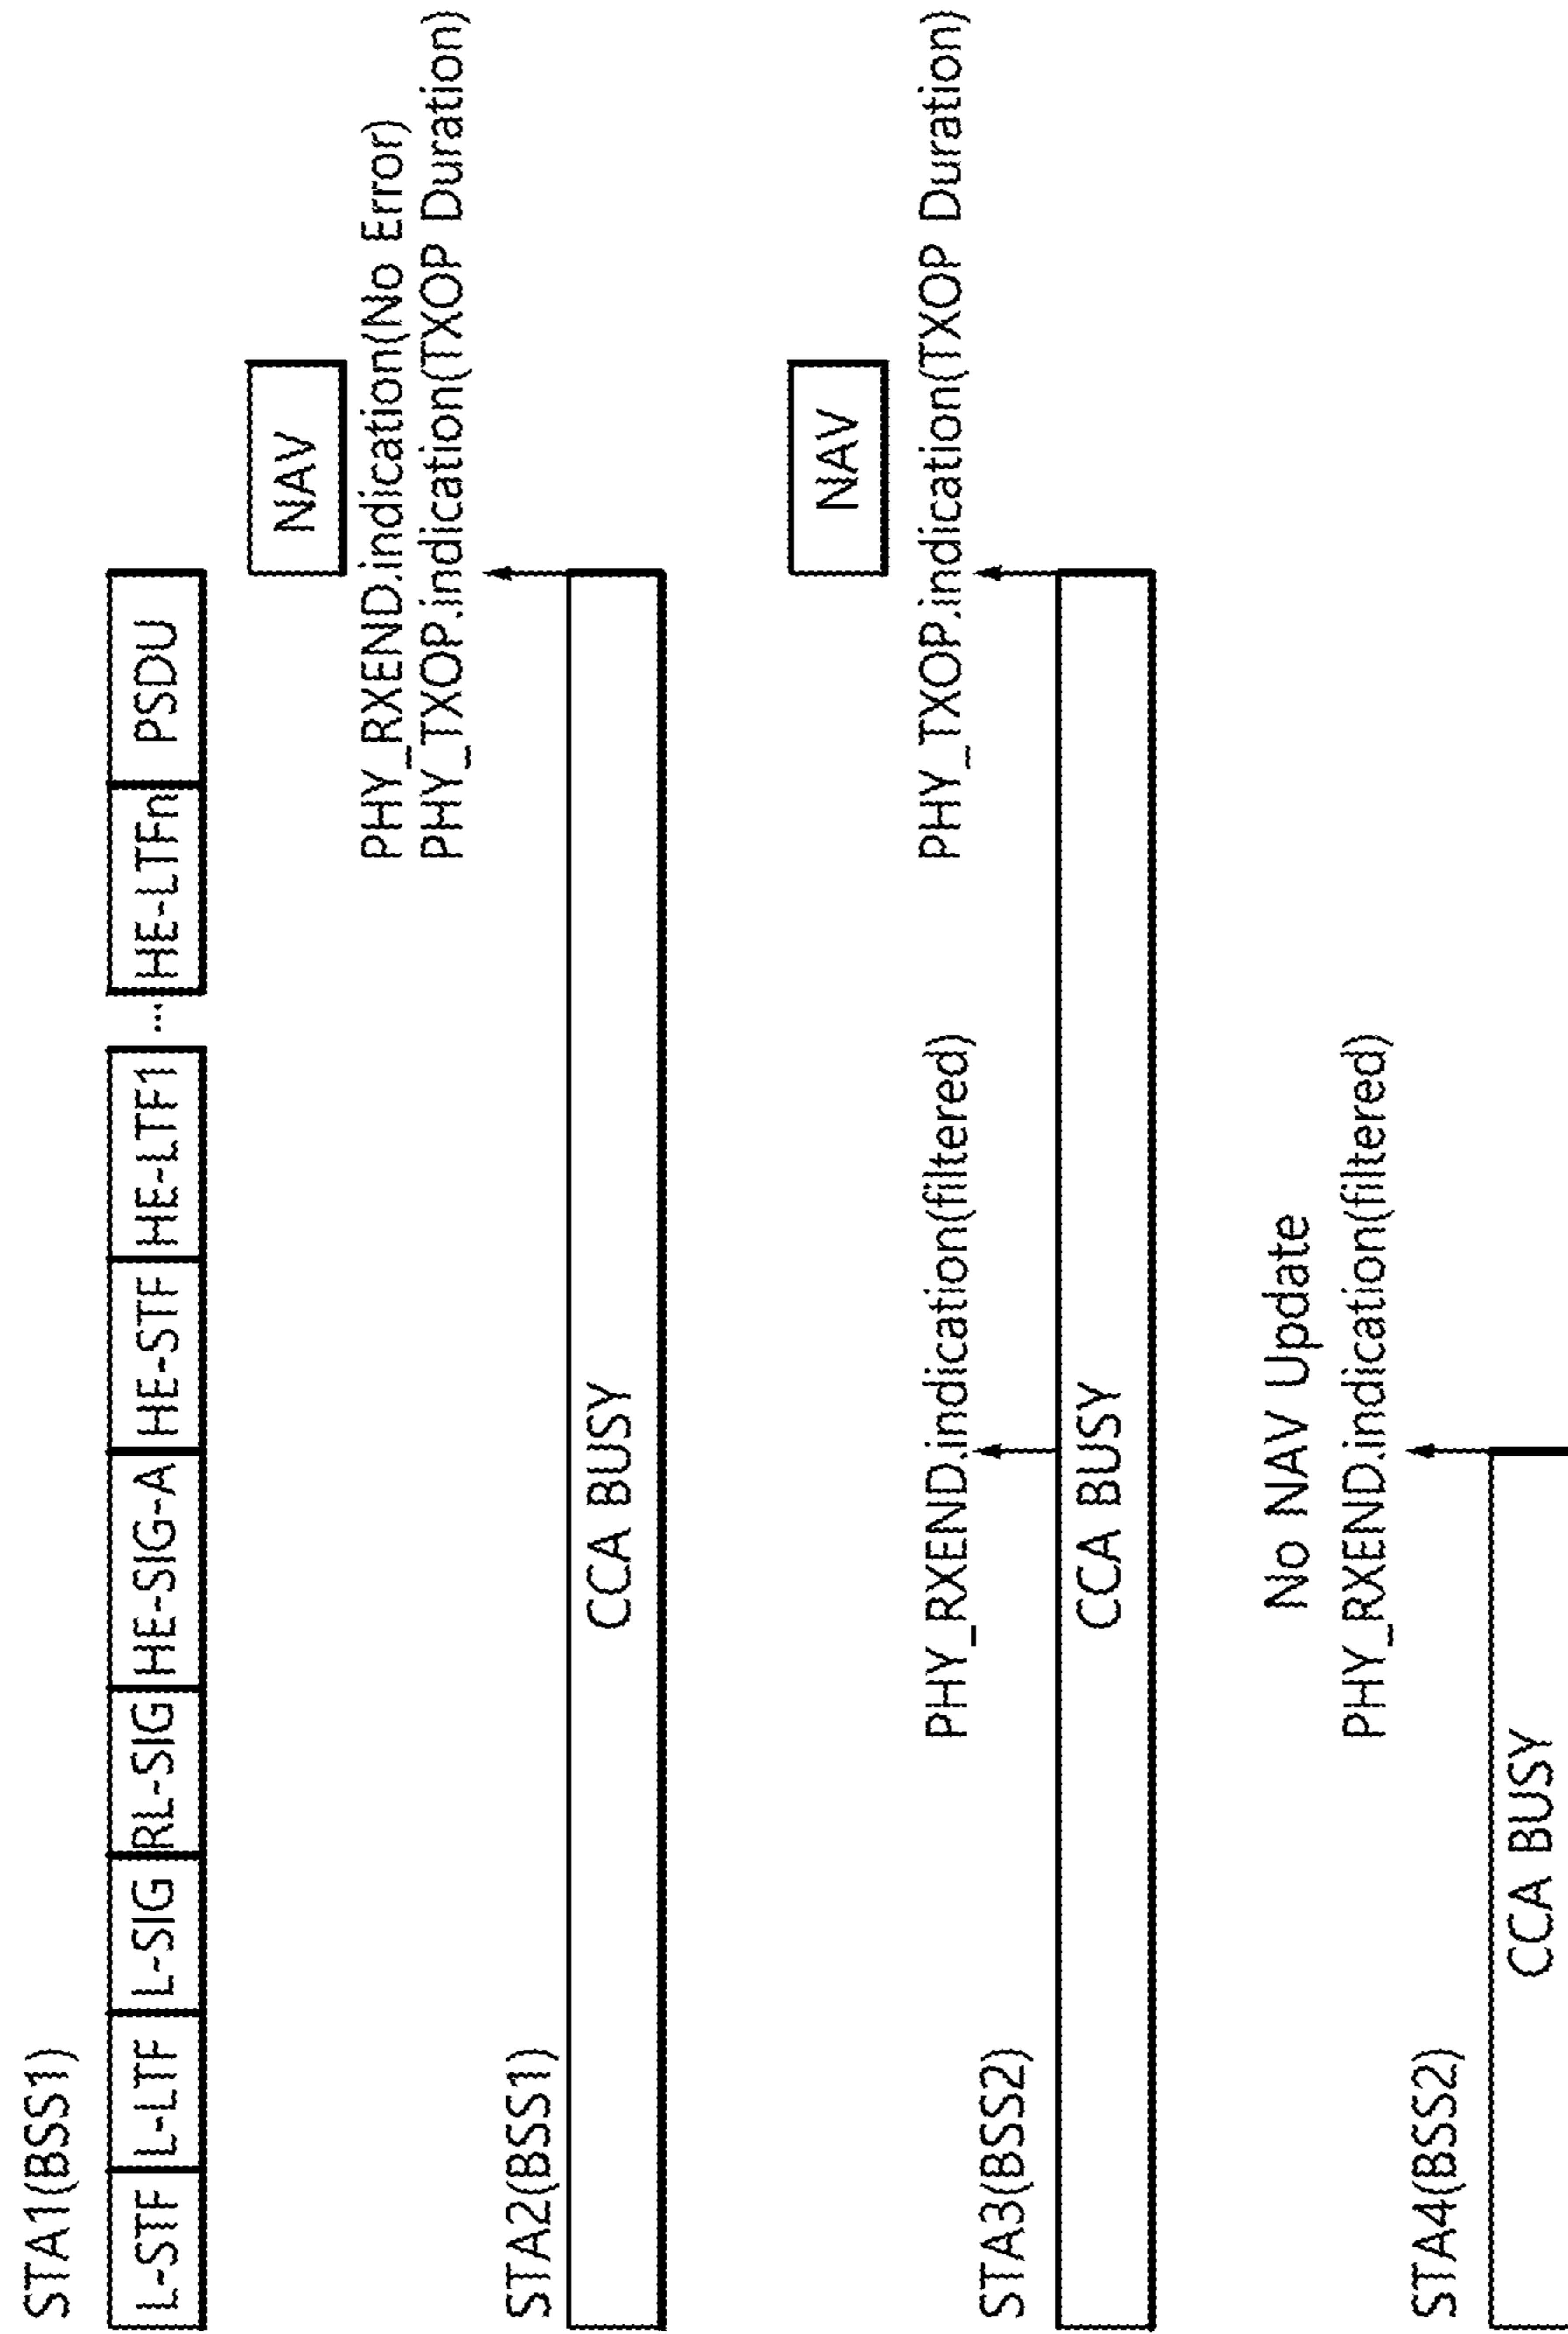 STA1(BSS1)
L-STF L-LTF L-SIG RL-SIG HE-SIG-A HE-STF HE-LTF1 ... HE-LTFn PSDU
NAV
PHY_RXEND.indication(No Error)
PHY_TXOP.indication(TXOP Duration)
STA2(BSS1)
CCA BUSY
NAV
PHY_RXEND.indication(filtered)
PHY_TXOP.indication(TXOP Duration)
STA3(BSS2)
CCA BUSY
No NAV Update
PHY_RXEND.indication(filtered)
STA4(BSS2)
CCA BUSY